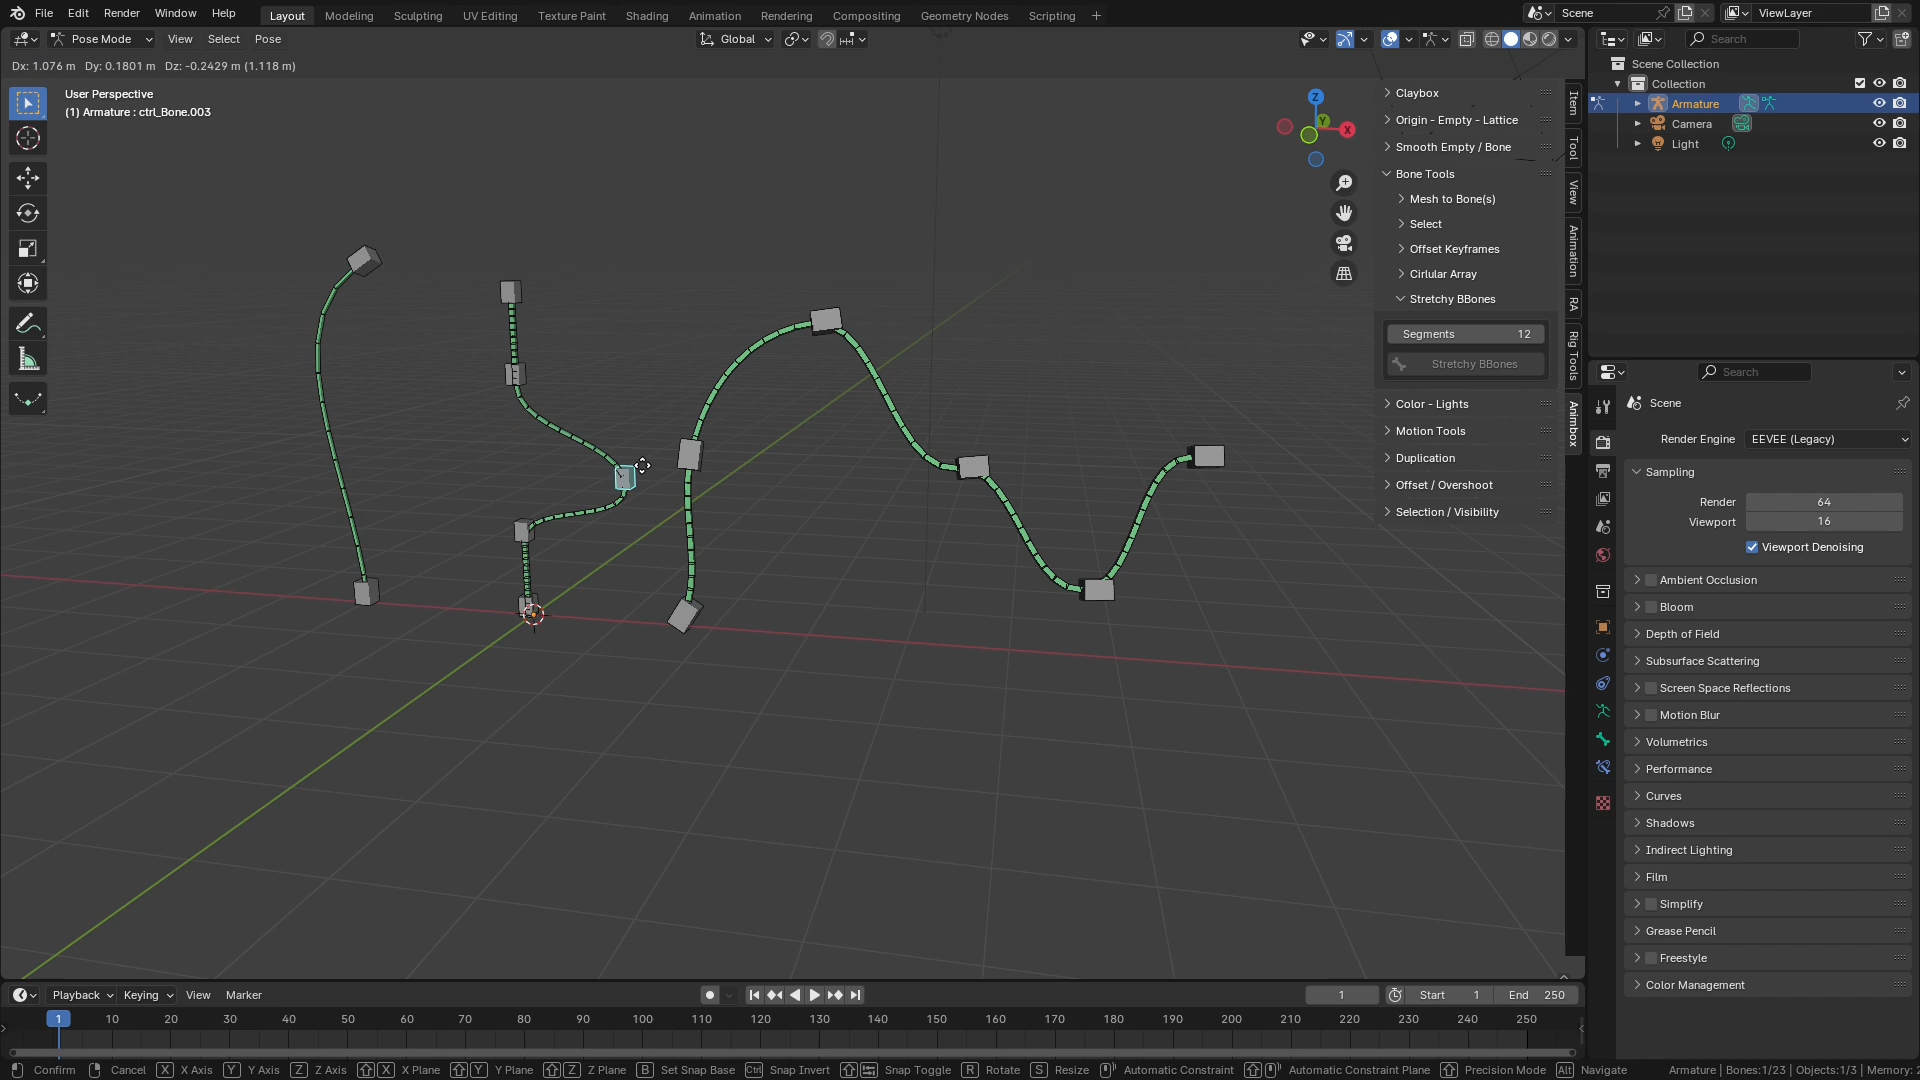 File Edit Render Window Help Layout Modeling Sculpting UV Editing Texture Paint Shading Animation Rendering Compositing Geometry Nodes Scripting + Scene ViewLayer
Pose Mode View Select Pose Global Search
Dx: 1.076 m Dy: 0.1801 m Dz: -0.2429 m (1.118 m)
User Perspective
(1) Armature : ctrl_Bone.003
Z
Y
X
Claybox
Origin - Empty - Lattice
Smooth Empty / Bone
Bone Tools
Mesh to Bone(s)
Select
Offset Keyframes
Cirlular Array
Stretchy BBones
Segments 12
Stretchy BBones
Color - Lights
Motion Tools
Duplication
Offset / Overshoot
Selection / Visibility
Item
Tool
View
Animation
RA
Rig Tools
Animbox
Scene Collection
Collection
Armature
Camera
Light
Search
Scene
Render Engine EEVEE (Legacy)
Sampling
Render 64
Viewport 16
Viewport Denoising
Ambient Occlusion
Bloom
Depth of Field
Subsurface Scattering
Screen Space Reflections
Motion Blur
Volumetrics
Performance
Curves
Shadows
Indirect Lighting
Film
Simplify
Grease Pencil
Freestyle
Color Management
Playback Keying View Marker 1 Start 1 End 250
1 10 20 30 40 50 60 70 80 90 100 110 120 130 140 150 160 170 180 190 200 210 220 230 240 250
Confirm Cancel X X Axis Y Y Axis Z Z Axis X X Plane Y Y Plane Z Z Plane B Set Snap Base Ctrl Snap Invert Snap Toggle R Rotate S Resize Automatic Constraint Automatic Constraint Plane Precision Mode Alt Navigate Armature | Bones:1/23 | Objects:1/3 | Memory: